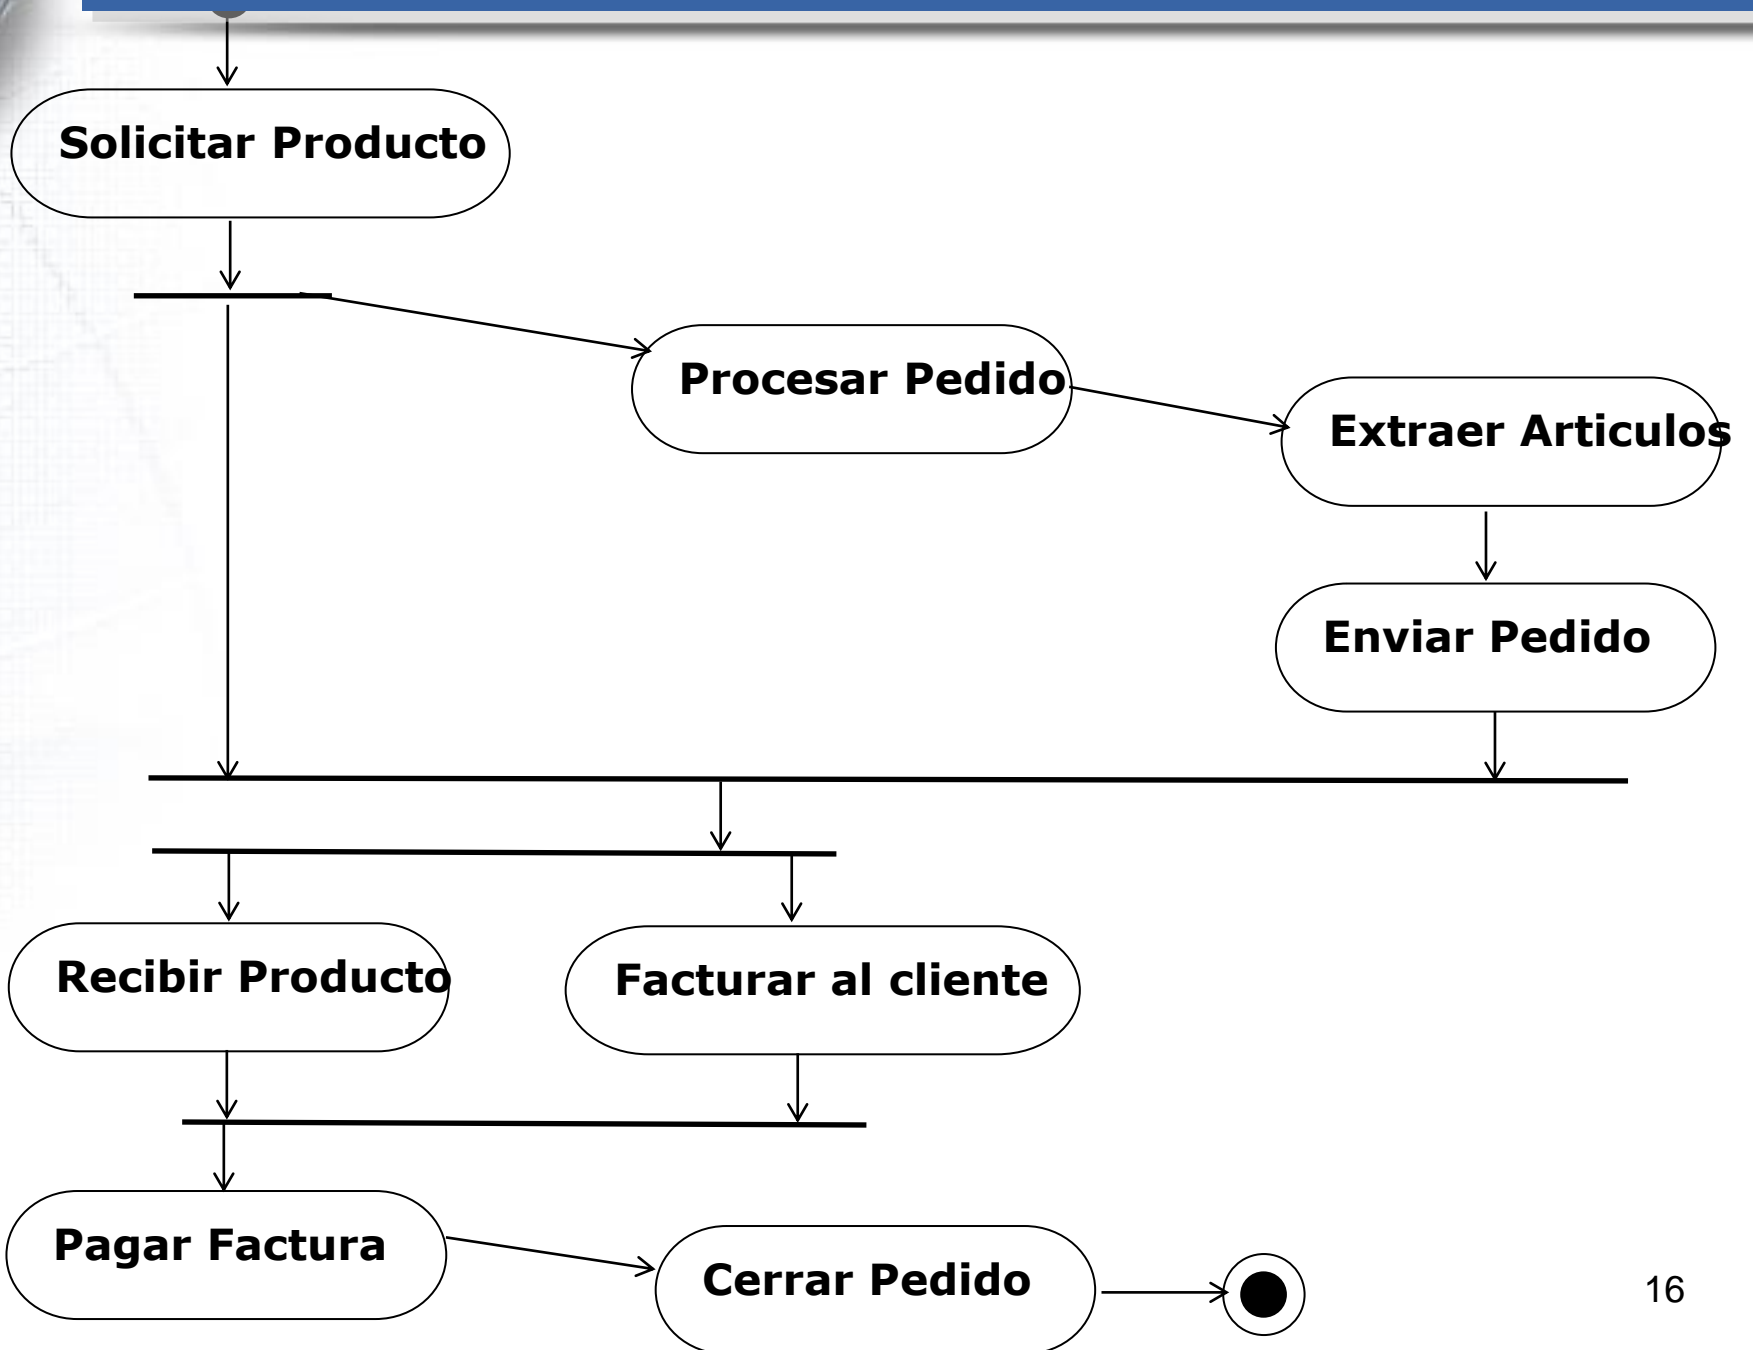 Solicitar Producto
Procesar Pedido
Extraer Articulos
Enviar Pedido
Recibir Producto
Facturar al cliente
Pagar Factura
Cerrar Pedido
16